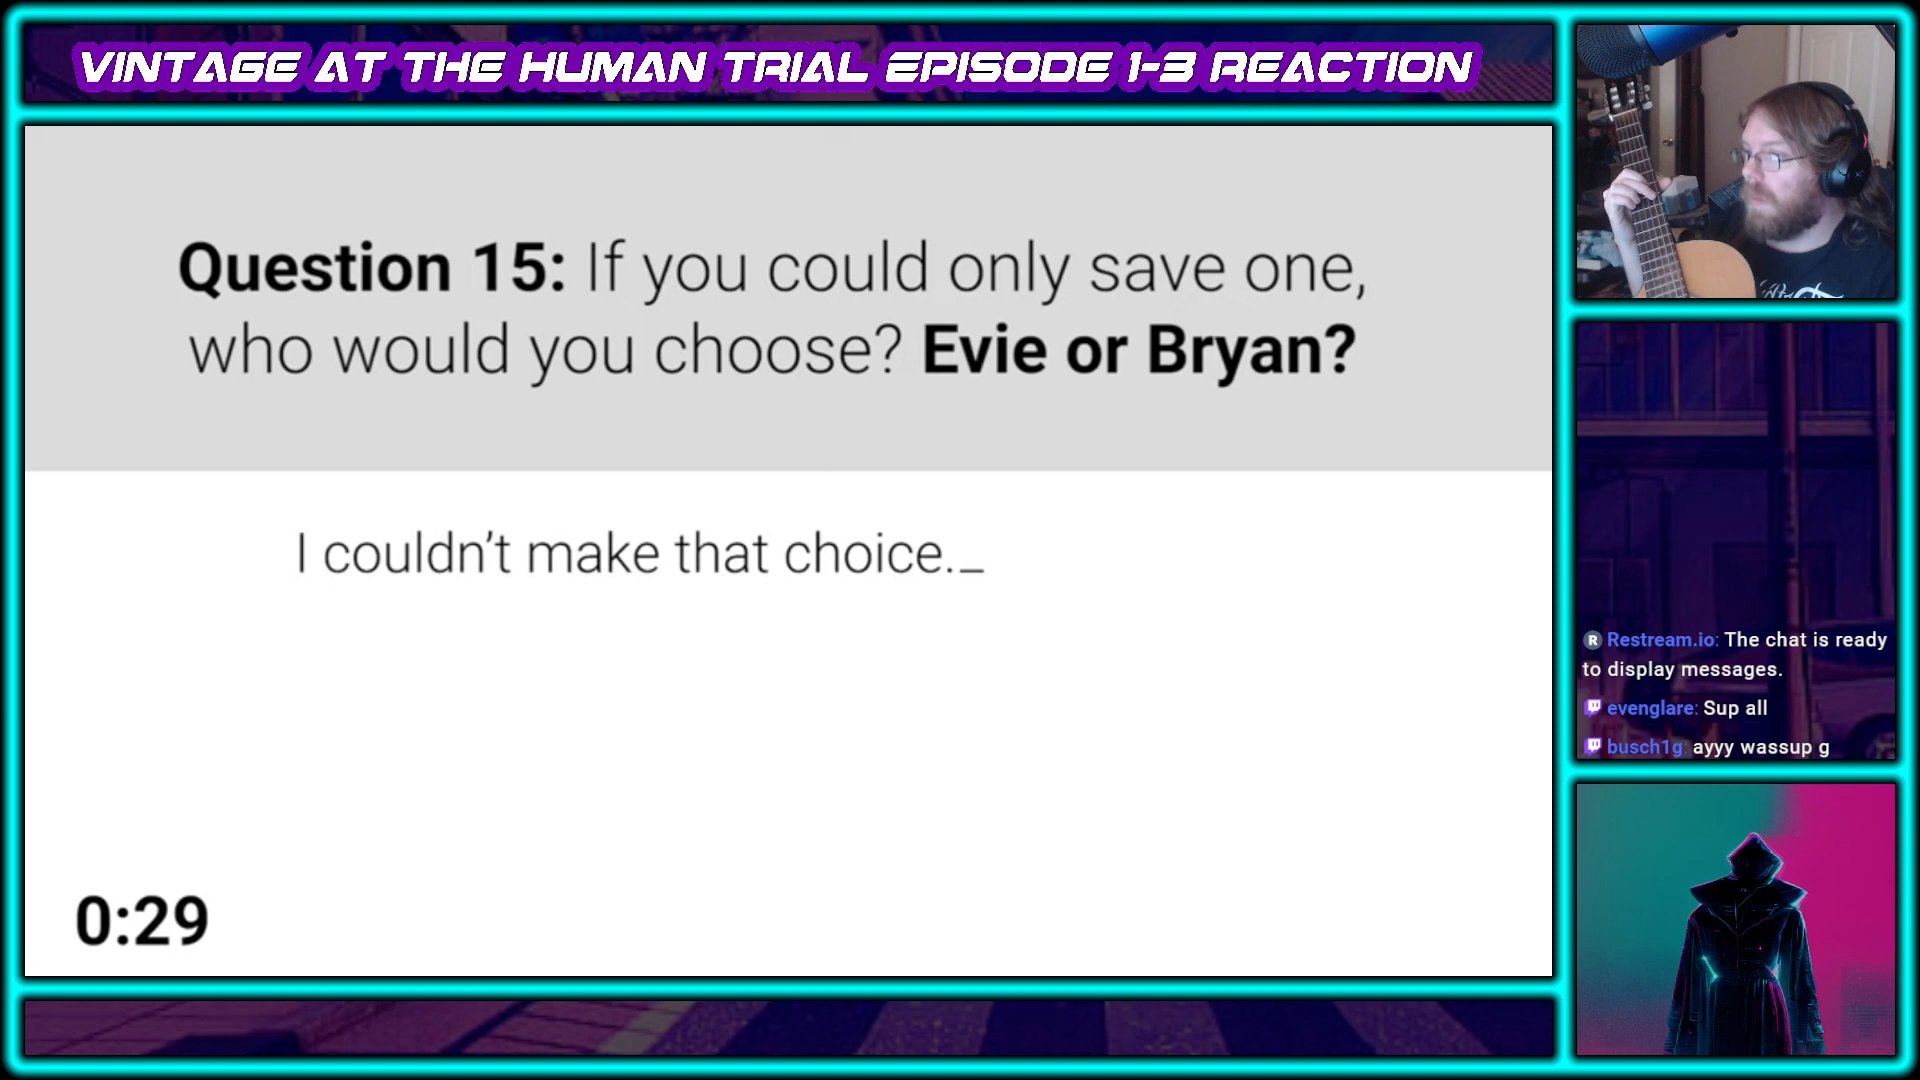 VINTAGE AT THE HUMAN TRIAL EPISODE 1-3 REACTION
Question 15: If you could only save one,
who would you choose? Evie or Bryan?
I couldn't make that choice._
0:29
R Restream.io: The chat is ready
to display messages.
evenglare: Sup all
busch1g: ayyy wassup g